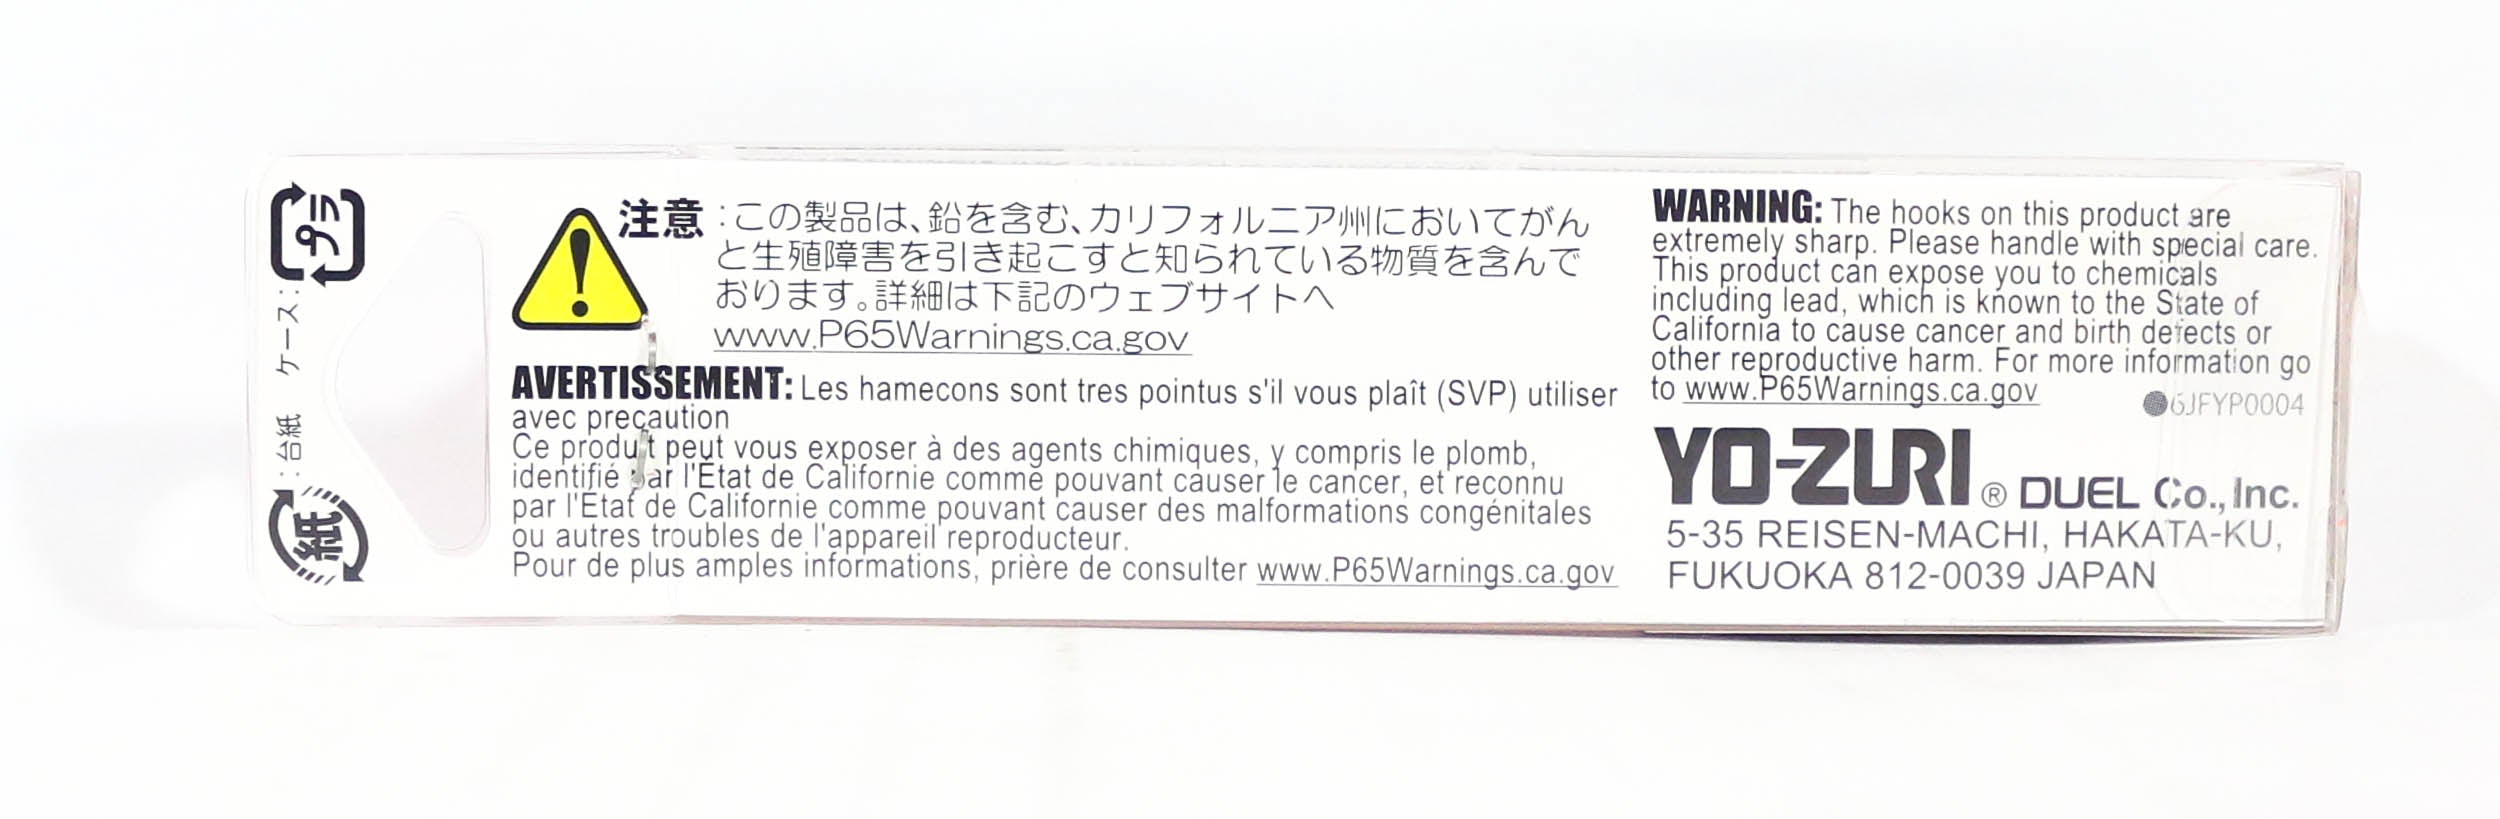 プラ
ケース:
台紙:
紙
注意:この製品は、鉛を含む、カリフォルニア州においてがん
と生殖障害を引き起こすと知られている物質を含んで
おります。詳細は下記のウェブサイトへ
www.P65Warnings.ca.gov
AVERTISSEMENT: Les hamecons sont tres pointus s'il vous plaît (SVP) utiliser
avec precaution
Ce produit peut vous exposer à des agents chimiques, y compris le plomb,
identifié par l'État de Californie comme pouvant causer le cancer, et reconnu
par l'État de Californie comme pouvant causer des malformations congénitales
ou autres troubles de l'appareil reproducteur.
Pour de plus amples informations, prière de consulter www.P65Warnings.ca.gov
WARNING: The hooks on this product are
extremely sharp. Please handle with special care.
This product can expose you to chemicals
including lead, which is known to the State of
California to cause cancer and birth defects or
other reproductive harm. For more information go
to www.P65Warnings.ca.gov
6JFYP0004
YO-ZURI ® DUEL Co., Inc.
5-35 REISEN-MACHI, HAKATA-KU,
FUKUOKA 812-0039 JAPAN